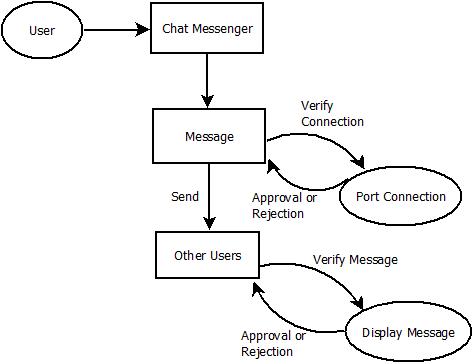 User
Chat Messenger
Verify
Connection
Message
Send
Approval or
Rejection
Port Connection
Other Users
Verify Message
Approval or
Rejection
Display Message